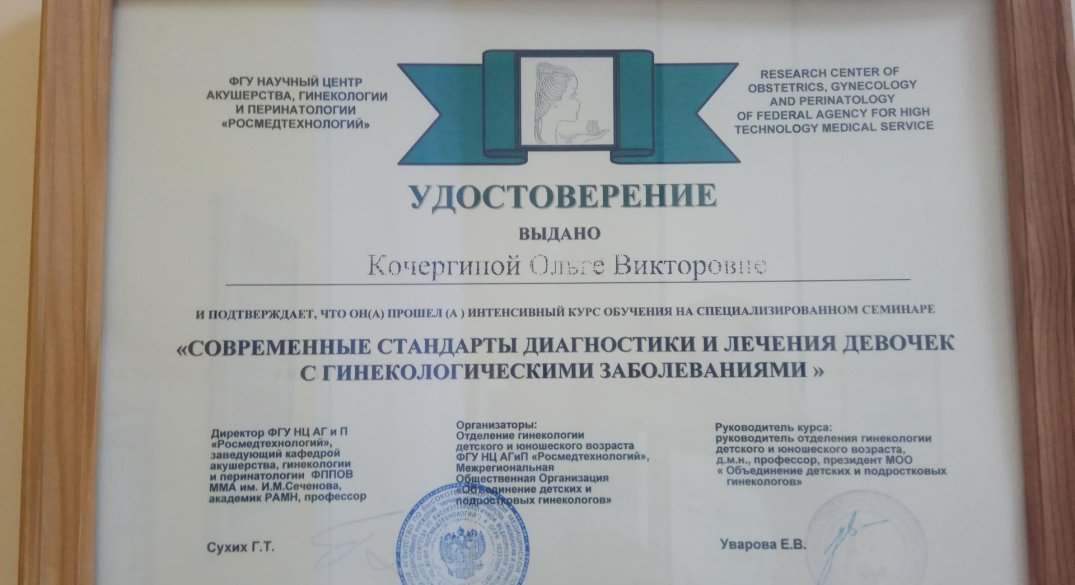 ФГУ НАУЧНЫЙ ЦЕНТР
АКУШЕРСТВА, ГИНЕКОЛОГИИ
И ПЕРИНАТОЛОГИИ
«РОСМЕДТЕХНОЛОГИЙ»
RESEARCH CENTER OF
OBSTETRICS, GYNECOLOGY
AND PERINATOLOGY
OF FEDERAL AGENCY FOR HIGH
TECHNOLOGY MEDICAL SERVICE
УДОСТОВЕРЕНИЕ
ВЫДАНО
Кочергиной Ольге Викторовне
И ПОДТВЕРЖДАЕТ, ЧТО ОН(А) ПРОШЕЛ (А ) ИНТЕНСИВНЫЙ КУРС ОБУЧЕНИЯ НА СПЕЦИАЛИЗИРОВАННОМ СЕМИНАРЕ
«СОВРЕМЕННЫЕ СТАНДАРТЫ ДИАГНОСТИКИ И ЛЕЧЕНИЯ ДЕВОЧЕК
С ГИНЕКОЛОГИЧЕСКИМИ ЗАБОЛЕВАНИЯМИ »
Директор ФГУ НЦ АГ и П
«Росмедтехнологий»,
заведующий кафедрой
акушерства, гинекологии
и перинатологии ФППОВ
ММА им. И.М.Сеченова,
академик РАМН, профессор
Сухих Г.Т.
Организаторы:
Отделение гинекологии
детского и юношеского возраста
ФГУ НЦ АГиП «Росмедтехнологий»,
Межрегиональная
Общественная Организация
«Объединение детских и
подростковых гинекологов»
Руководитель курса:
руководитель отделения гинекологии
детского и юношеского возраста,
д.м.н., профессор, президент МОО
« Объединение детских и подростковых
гинекологов»
Уварова Е.В.